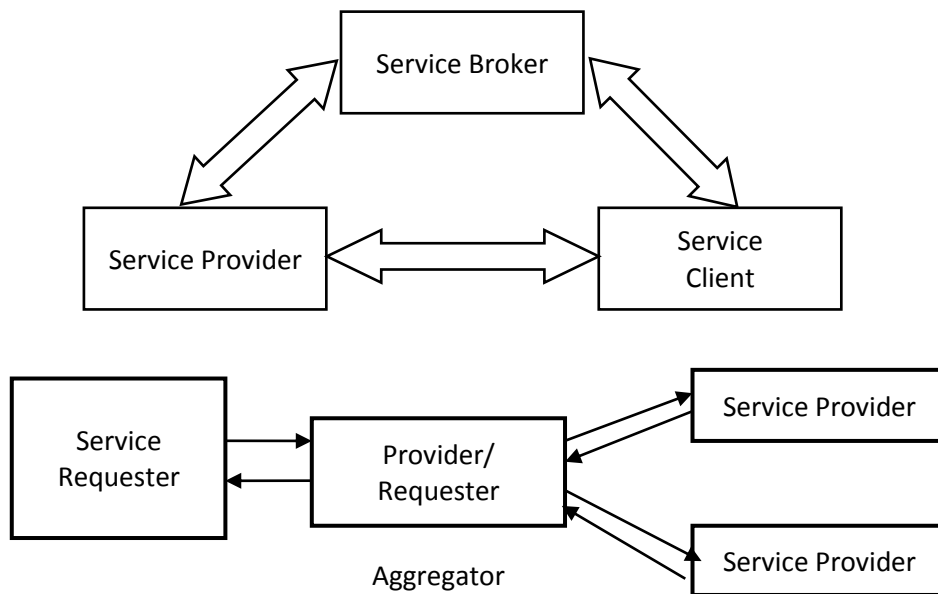 Service Broker
Service Provider
Service
Client
Service
Requester
Provider/
Requester
Service Provider
Service Provider
Aggregator